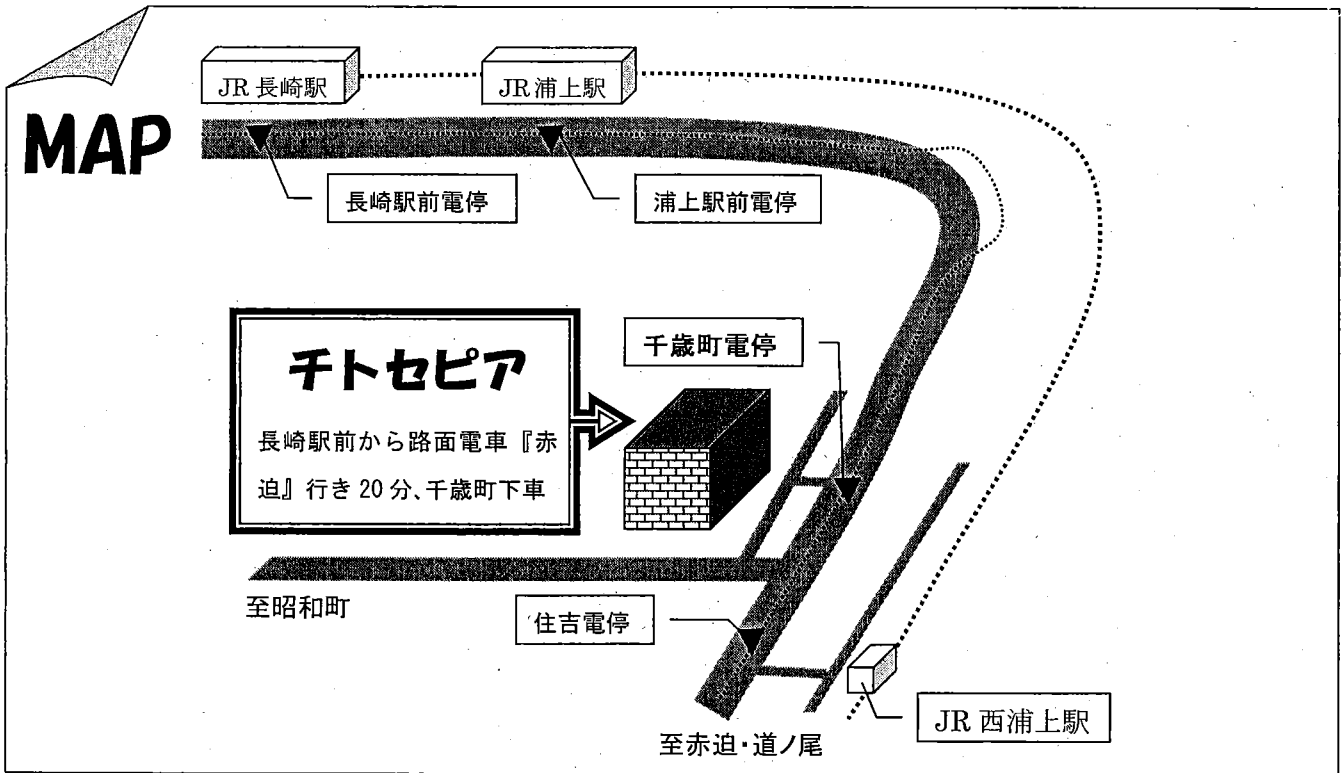 JR 長崎駅
JR 浦上駅
MAP
長崎駅前電停
浦上駅前電停
千歳町電停
チトセピア
長崎駅前から路面電車『赤
迫』行き 20 分、千歳町下車
至昭和町
住吉電停
JR 西浦上駅
至赤迫・道ノ尾